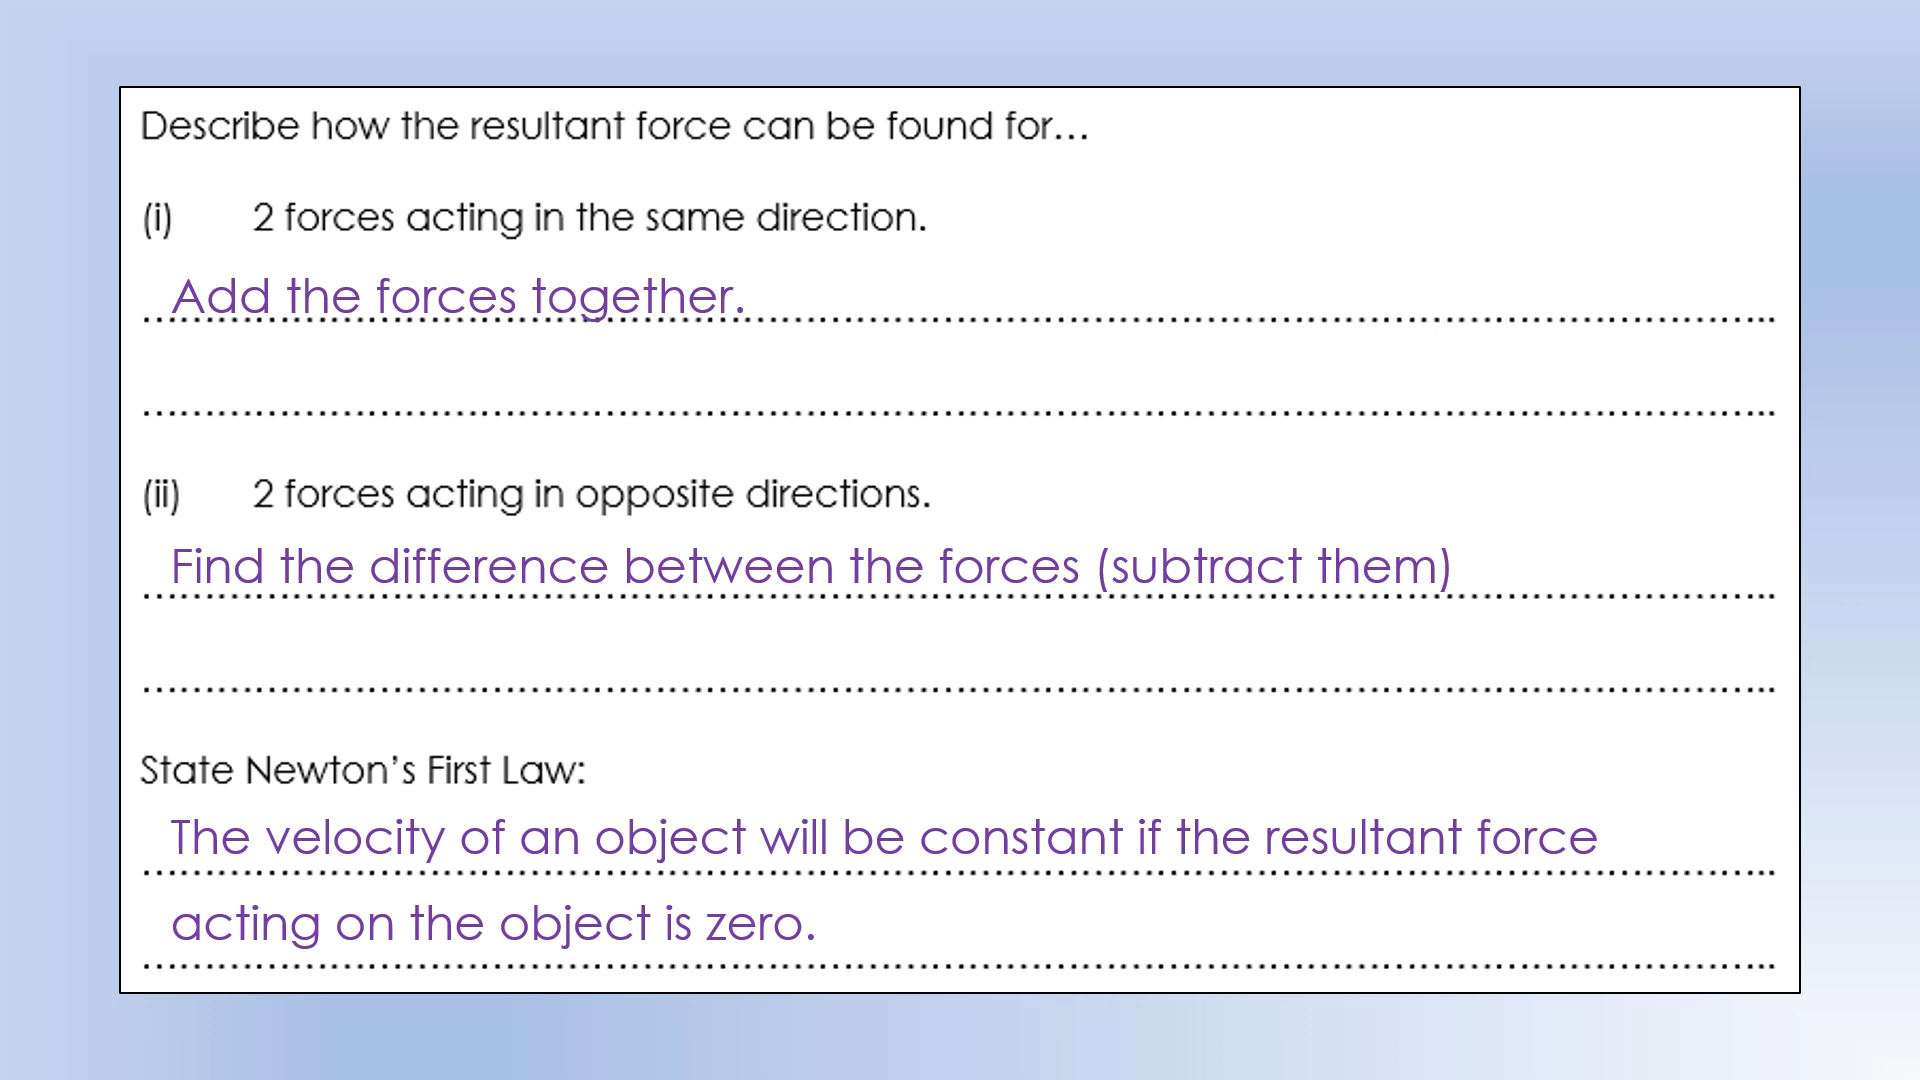 Describe how the resultant force can be found for…
(i) 2 forces acting in the same direction.
Add the forces together.
(ii) 2 forces acting in opposite directions.
Find the difference between the forces (subtract them)
State Newton’s First Law:
The velocity of an object will be constant if the resultant force
acting on the object is zero.